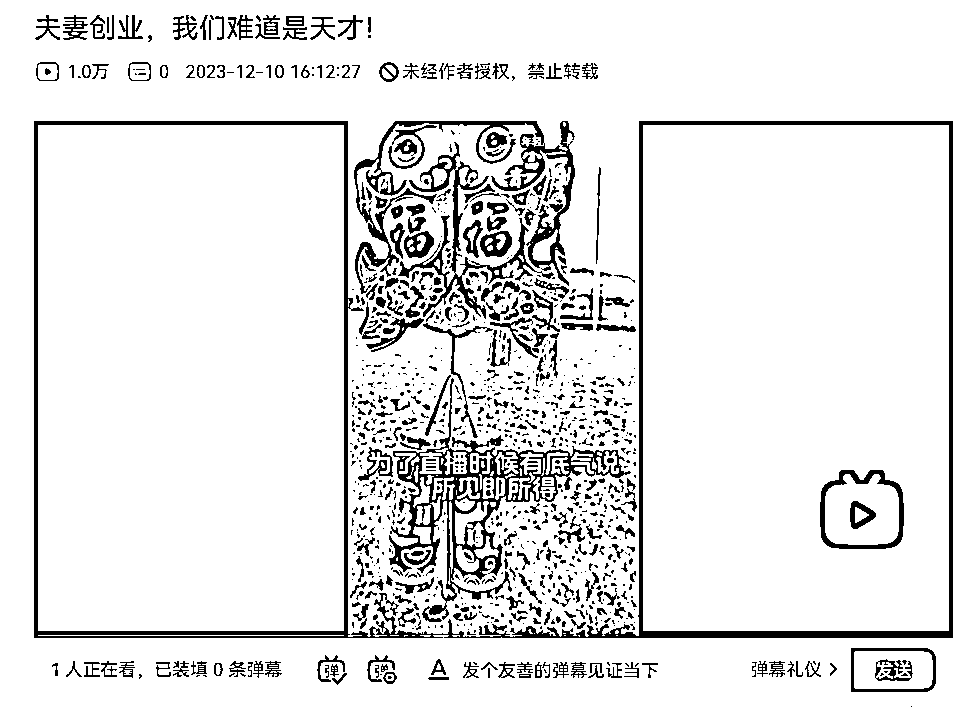 夫妻创业，我们难道是天才!
1.0万 0 2023-12-10 16:12:27 未经作者授权，禁止转载
福 福
为了直播时候有底气说
所见即所得
1 人正在看，已装填 0 条弹幕 弹 弹 A 发个友善的弹幕见证当下 弹幕礼仪 > 发送